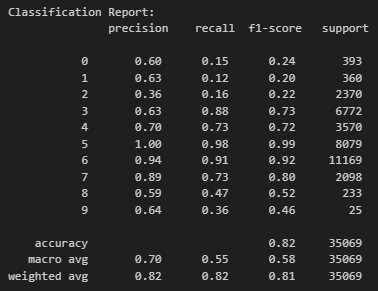 Classification Report:
precision recall f1-score support
0 0.60 0.15 0.24 393
1 0.63 0.12 0.20 360
2 0.36 0.16 0.22 2370
3 0.63 0.88 0.73 6772
4 0.70 0.73 0.72 3570
5 1.00 0.98 0.99 8079
6 0.94 0.91 0.92 11169
7 0.89 0.73 0.80 2098
8 0.59 0.47 0.52 233
9 0.64 0.36 0.46 25
accuracy 0.82 35069
macro avg 0.70 0.55 0.58 35069
weighted avg 0.82 0.82 0.81 35069